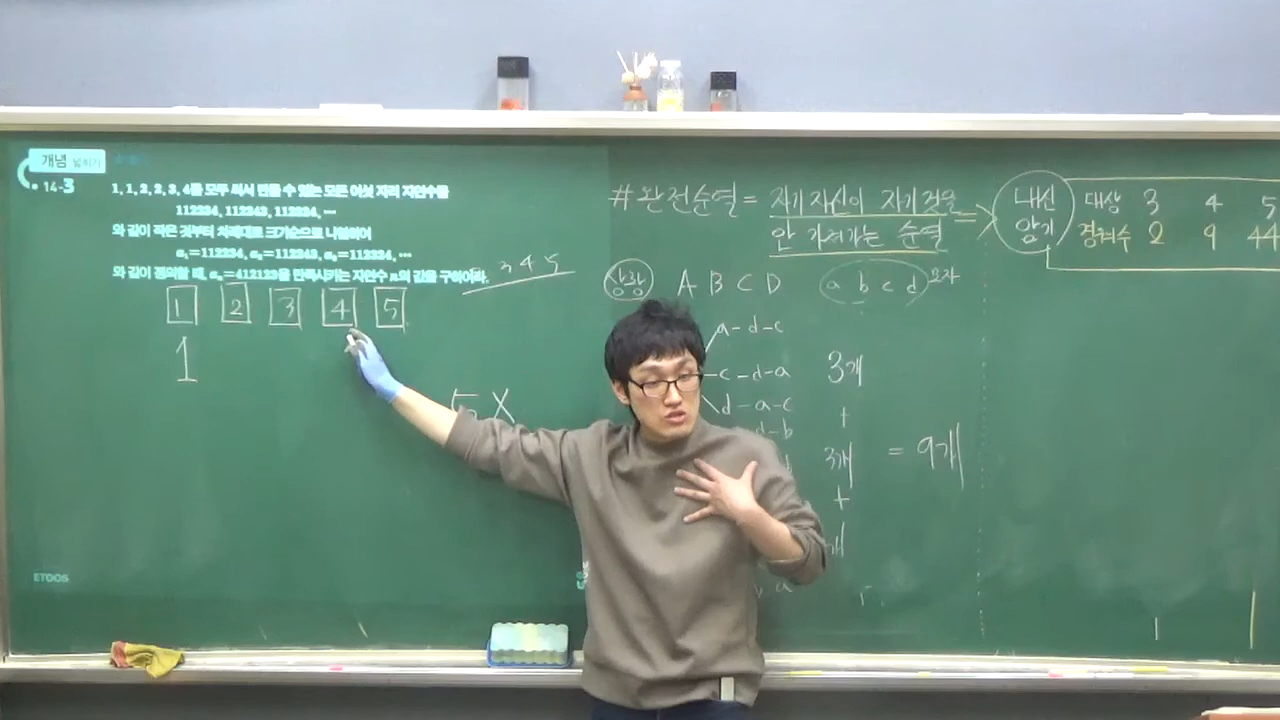 개념 넓히기
14-3
1, 1, 2, 2, 3, 4를 모두 써서 만들 수 있는 모든 여섯 자리 자연수를
112234, 112243, 112324, …
와 같이 작은 것부터 차례대로 크기순으로 나열하여
a₁=112234, a₂=112243, a₃=112324, …
와 같이 정의할 때, aₙ=412123을 만족시키는 자연수 n의 값을 구하여라.
3 4 5
1 2 3 4 5
1
5 X
ETOOS
#완전순열 = 자기 자신이 자기 것을
안 가져가는 순열 ⇒
내신
암기
대상 3 4 5
경우수 2 9 44
상황 A B C D a b c d 모자
a-d-c
c-d-a
d-a-c
d-b
3개
+
3개 = 9개
+
개